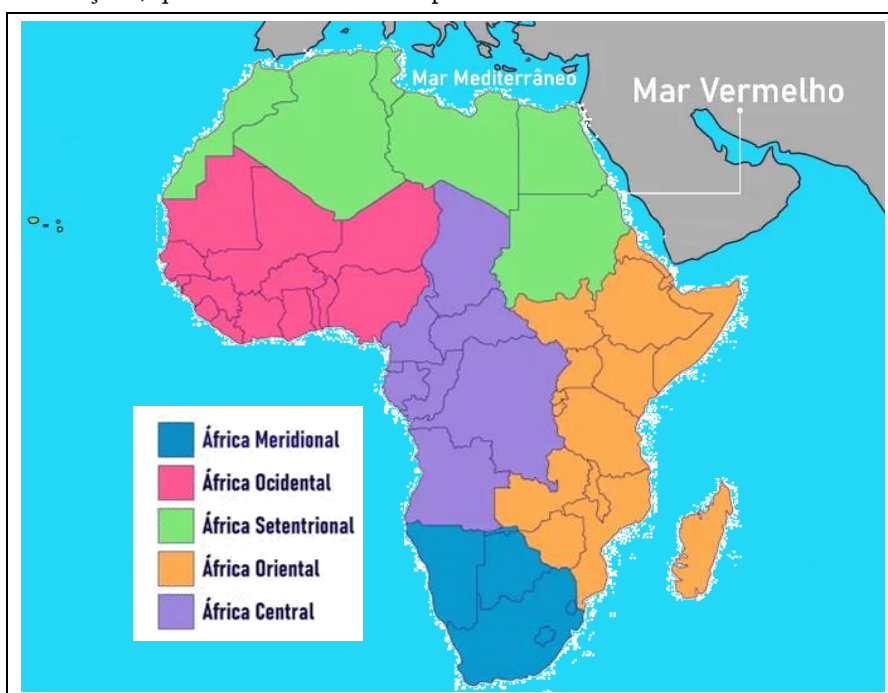 Mar Mediterrâneo
Mar Vermelho
África Meridional
África Ocidental
África Setentrional
África Oriental
África Central